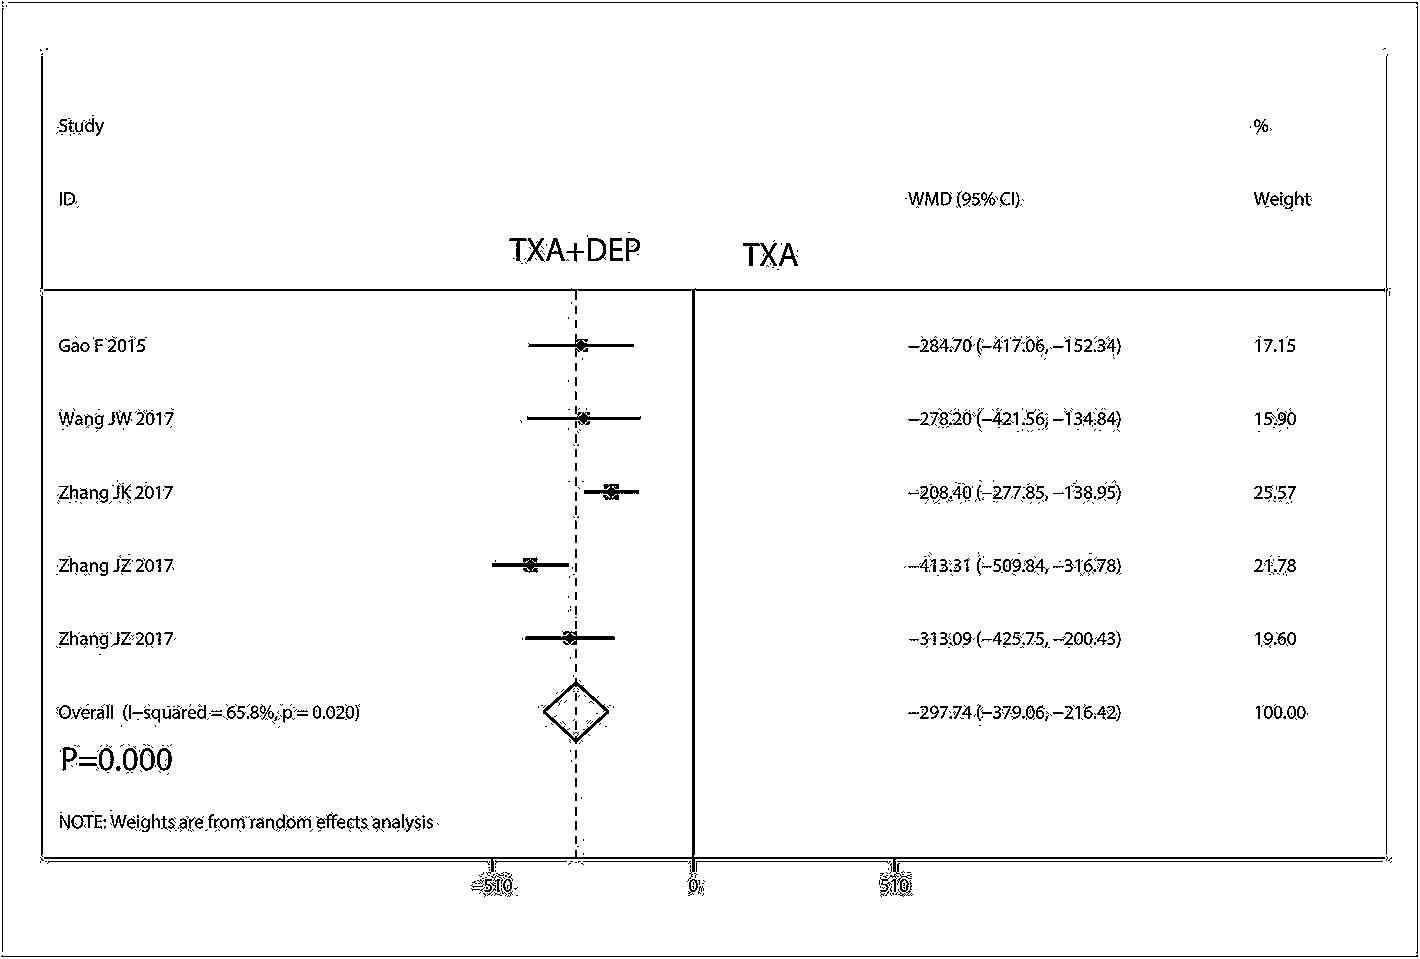 Study %
ID WMD (95% CI) Weight
TXA+DEP TXA
Gao F 2015 −284.70 (−417.06, −152.34) 17.15
Wang JW 2017 −278.20 (−421.56, −134.84) 15.90
Zhang JK 2017 −208.40 (−277.85, −138.95) 25.57
Zhang JZ 2017 −413.31 (−509.84, −316.78) 21.78
Zhang JZ 2017 −313.09 (−425.75, −200.43) 19.60
Overall (I−squared = 65.8%, p = 0.020) −297.74 (−379.06, −216.42) 100.00
P=0.000
NOTE: Weights are from random effects analysis
−510 0 510